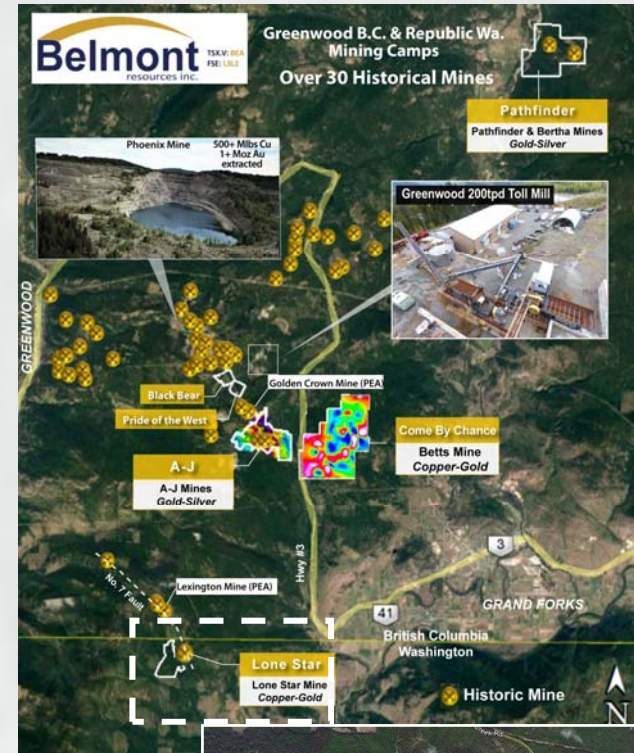 Belmont
resources inc.
TSX.V: BEA
FSE: L3L2
Greenwood B.C. & Republic Wa.
Mining Camps
Over 30 Historical Mines
Pathfinder
Pathfinder & Bertha Mines
Gold-Silver
Phoenix Mine
500+ Mlbs Cu
1+ Moz Au
extracted
Greenwood 200tpd Toll Mill
GREENWOOD
Golden Crown Mine (PEA)
Black Bear
Pride of the West
Come By Chance
Betts Mine
Copper-Gold
A-J
A-J Mines
Gold-Silver
Hwy #3
3
No. 7 Fault
Lexington Mine (PEA)
41
GRAND FORKS
British Columbia
Washington
Lone Star
Lone Star Mine
Copper-Gold
Historic Mine
N